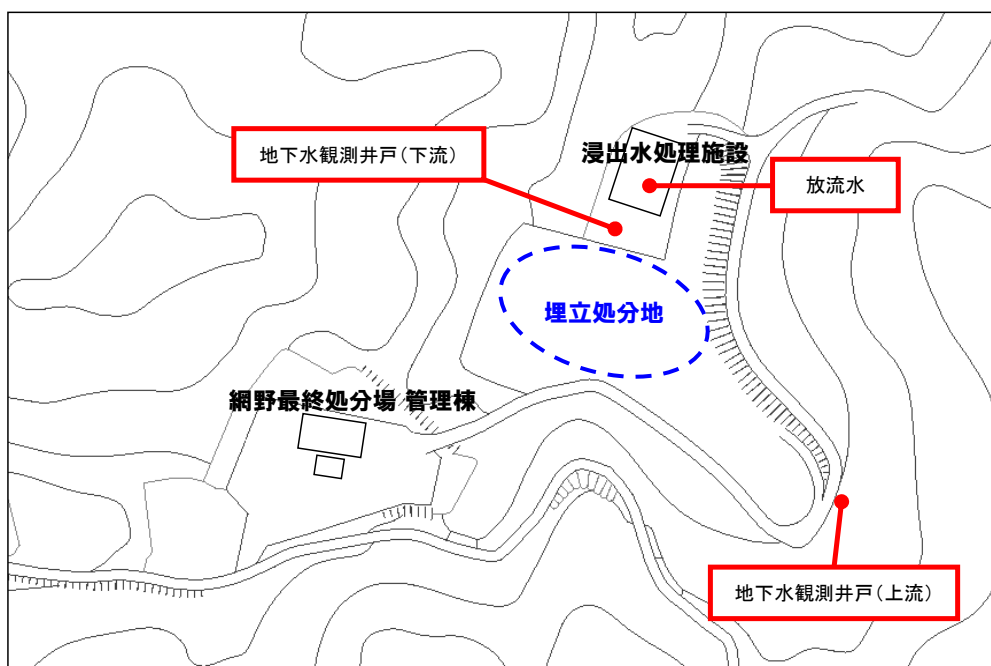 浸出水処理施設
地下水観測井戸(下流)
放流水
埋立処分地
網野最終処分場 管理棟
地下水観測井戸(上流)